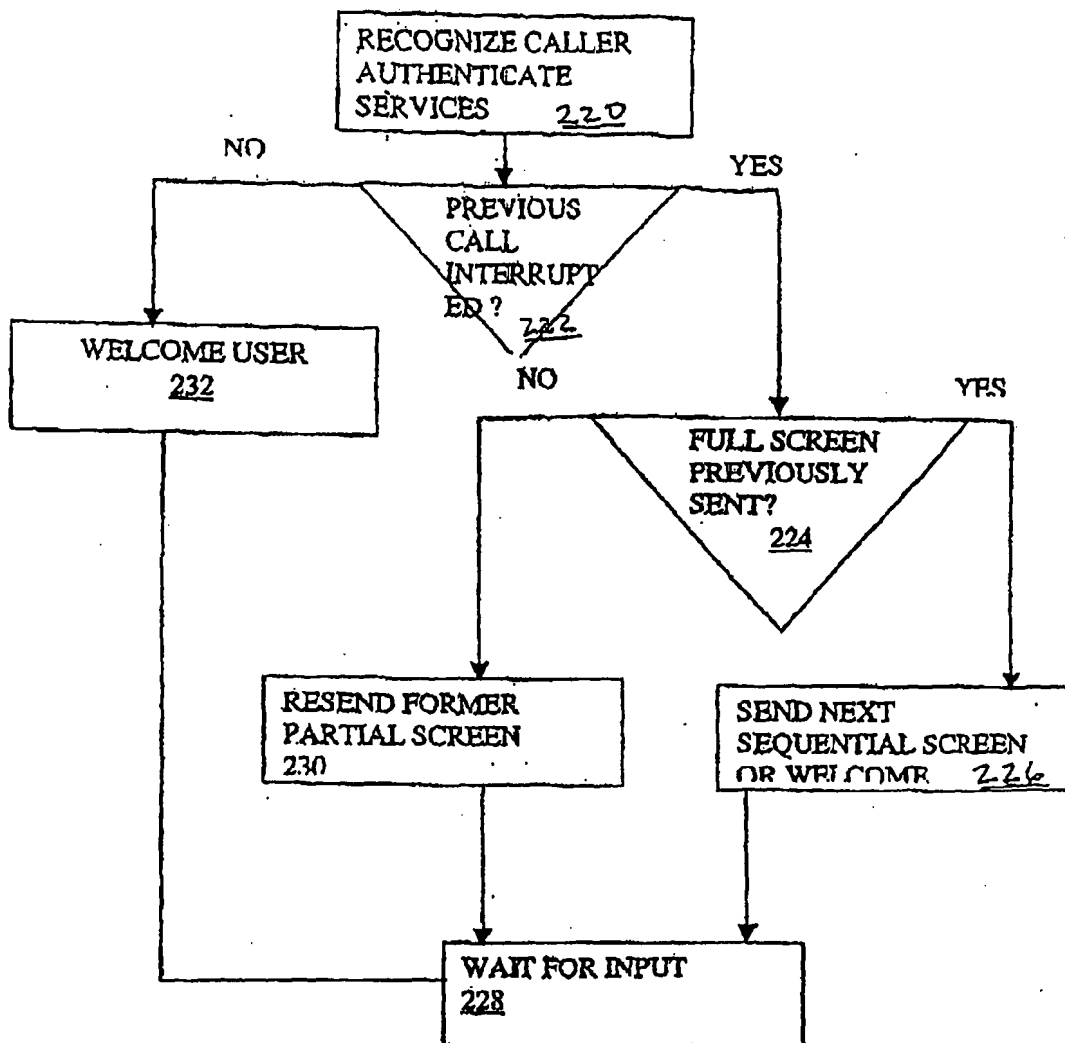 RECOGNIZE CALLER
AUTHENTICATE
SERVICES 220
NO
YES
PREVIOUS
CALL
INTERRUPT
ED ?
222
WELCOME USER
232
NO
YES
FULL SCREEN
PREVIOUSLY
SENT?
224
RESEND FORMER
PARTIAL SCREEN
230
SEND NEXT
SEQUENTIAL SCREEN
OR WELCOME 226
WAIT FOR INPUT
228